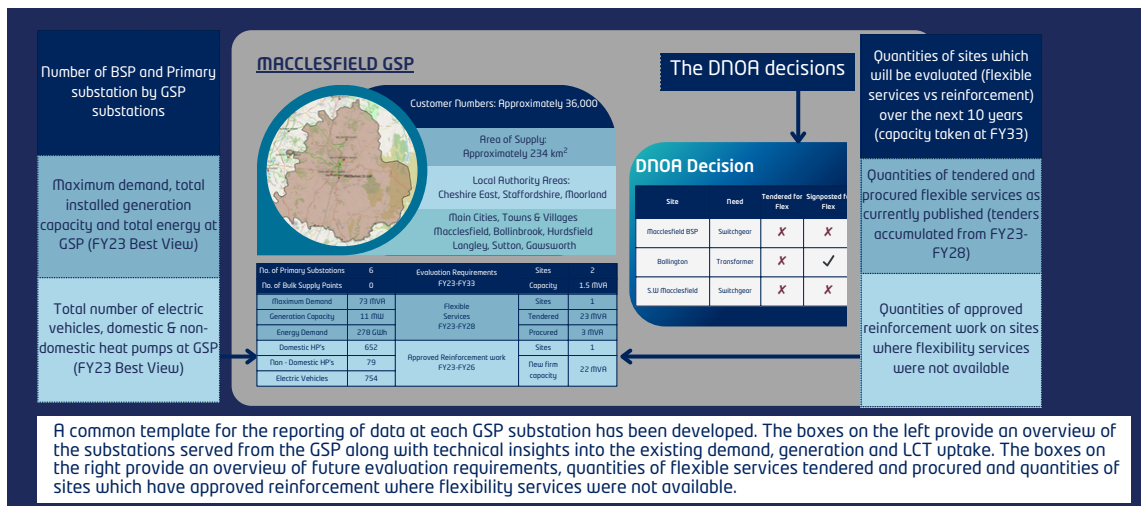 Number of BSP and Primary
substation by GSP
substations
Maximum demand, total
installed generation
capacity and total energy at
GSP (FY23 Best View)
Total number of electric
vehicles, domestic & non-
domestic heat pumps at GSP
(FY23 Best View)
MACCLESFIELD GSP
Customer Numbers: Approximately 36,000
Area of Supply:
Approximately 234 km²
Local Authority Areas:
Cheshire East, Staffordshire, Moorland
Main Cities, Towns & Villages
Macclesfield, Bollinbrook, Hurdsfield
Langley, Sutton, Gawsworth
No. of Primary Substations 6 Evaluation Requirements Sites 2
No. of Bulk Supply Points 0 FY23-FY33 Capacity 1.5 MVA
Maximum Demand 73 MVA Flexible Sites 1
Generation Capacity 11 MW Services Tendered 23 MVA
Energy Demand 278 GWh FY23-FY28 Procured 3 MVA
Domestic HP's 652 Approved Reinforcement work Sites 1
Non - Domestic HP's 79 FY23-FY26 New firm
Electric Vehicles 754 capacity 22 MVA
The DNOA decisions
DNOA Decision
Site Need Tendered for Signposted f
Flex Flex
Macclesfield BSP Switchgear ✗ ✗
Bollington Transformer ✗ ✓
S.W Macclesfield Switchgear ✗ ✗
Quantities of sites which
will be evaluated (flexible
services vs reinforcement)
over the next 10 years
(capacity taken at FY33)
Quantities of tendered and
procured flexible services as
currently published (tenders
accumulated from FY23-
FY28)
Quantities of approved
reinforcement work on sites
where flexibility services
were not available
A common template for the reporting of data at each GSP substation has been developed. The boxes on the left provide an overview of
the substations served from the GSP along with technical insights into the existing demand, generation and LCT uptake. The boxes on
the right provide an overview of future evaluation requirements, quantities of flexible services tendered and procured and quantities of
sites which have approved reinforcement where flexibility services were not available.